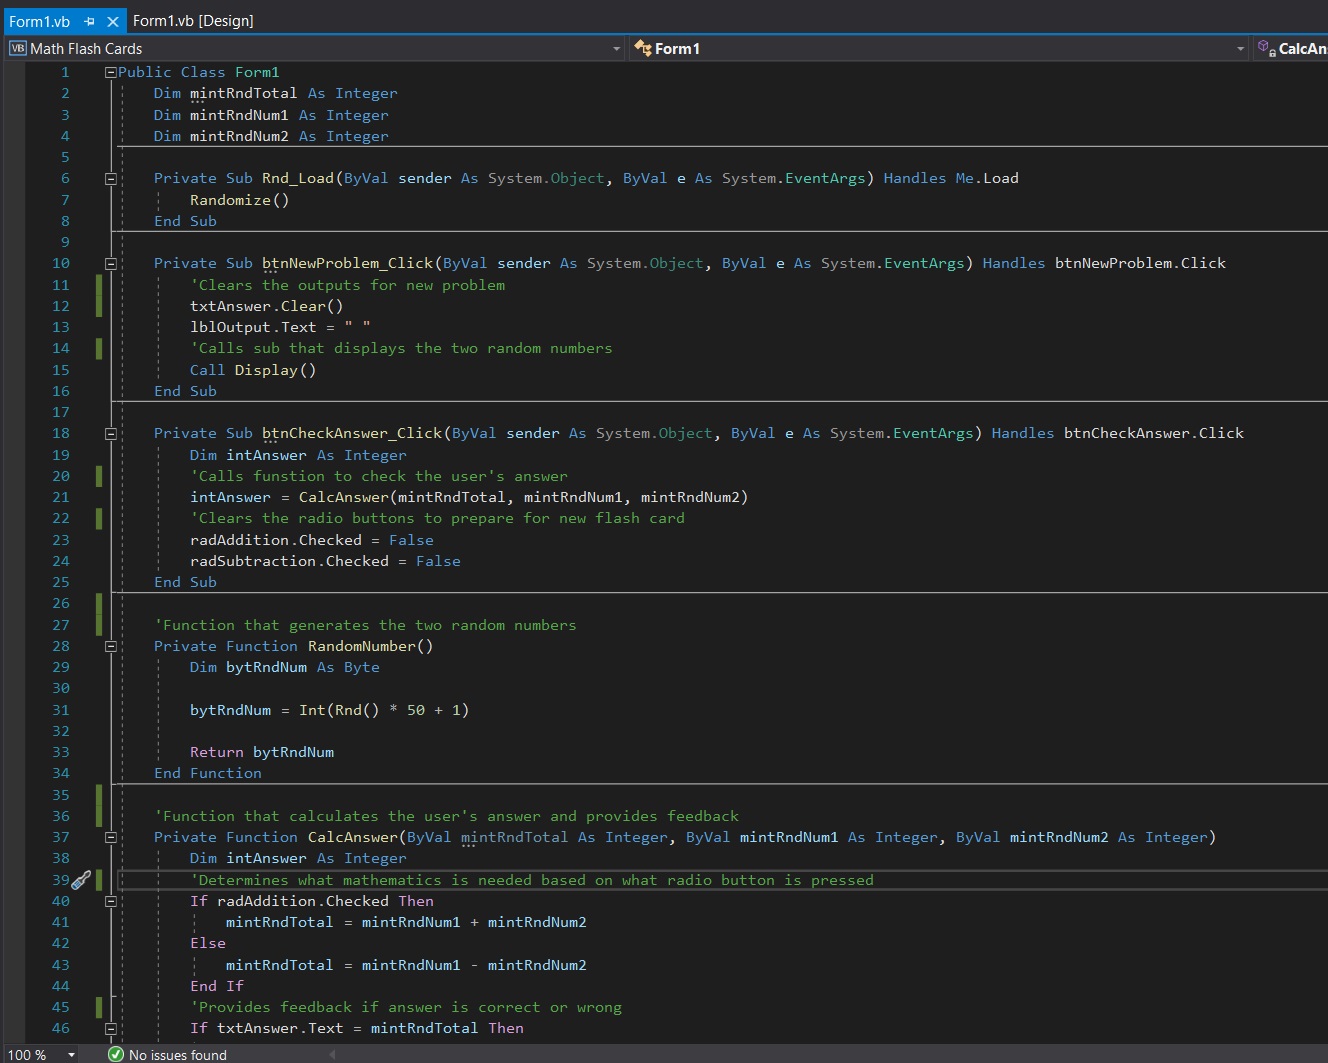 Form1.vb Form1.vb [Design]
VB Math Flash Cards Form1 CalcAn
1 Public Class Form1
2 Dim mintRndTotal As Integer
3 Dim mintRndNum1 As Integer
4 Dim mintRndNum2 As Integer
5
6 Private Sub Rnd_Load(ByVal sender As System.Object, ByVal e As System.EventArgs) Handles Me.Load
7 Randomize()
8 End Sub
9
10 Private Sub btnNewProblem_Click(ByVal sender As System.Object, ByVal e As System.EventArgs) Handles btnNewProblem.Click
11 'Clears the outputs for new problem
12 txtAnswer.Clear()
13 lblOutput.Text = " "
14 'Calls sub that displays the two random numbers
15 Call Display()
16 End Sub
17
18 Private Sub btnCheckAnswer_Click(ByVal sender As System.Object, ByVal e As System.EventArgs) Handles btnCheckAnswer.Click
19 Dim intAnswer As Integer
20 'Calls funstion to check the user's answer
21 intAnswer = CalcAnswer(mintRndTotal, mintRndNum1, mintRndNum2)
22 'Clears the radio buttons to prepare for new flash card
23 radAddition.Checked = False
24 radSubtraction.Checked = False
25 End Sub
26
27 'Function that generates the two random numbers
28 Private Function RandomNumber()
29 Dim bytRndNum As Byte
30
31 bytRndNum = Int(Rnd() * 50 + 1)
32
33 Return bytRndNum
34 End Function
35
36 'Function that calculates the user's answer and provides feedback
37 Private Function CalcAnswer(ByVal mintRndTotal As Integer, ByVal mintRndNum1 As Integer, ByVal mintRndNum2 As Integer)
38 Dim intAnswer As Integer
39 'Determines what mathematics is needed based on what radio button is pressed
40 If radAddition.Checked Then
41 mintRndTotal = mintRndNum1 + mintRndNum2
42 Else
43 mintRndTotal = mintRndNum1 - mintRndNum2
44 End If
45 'Provides feedback if answer is correct or wrong
46 If txtAnswer.Text = mintRndTotal Then
100 % No issues found